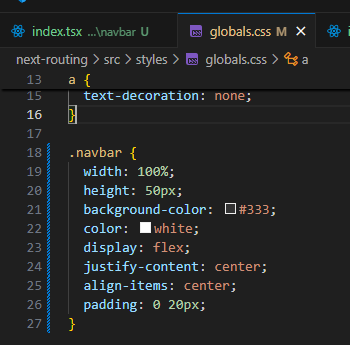 index.tsx ...\navbar U
globals.css M
next-routing > src > styles > globals.css > a
13 a {
15 text-decoration: none;
16 }
17
18 .navbar {
19 width: 100%;
20 height: 50px;
21 background-color: #333;
22 color: white;
23 display: flex;
24 justify-content: center;
25 align-items: center;
26 padding: 0 20px;
27 }